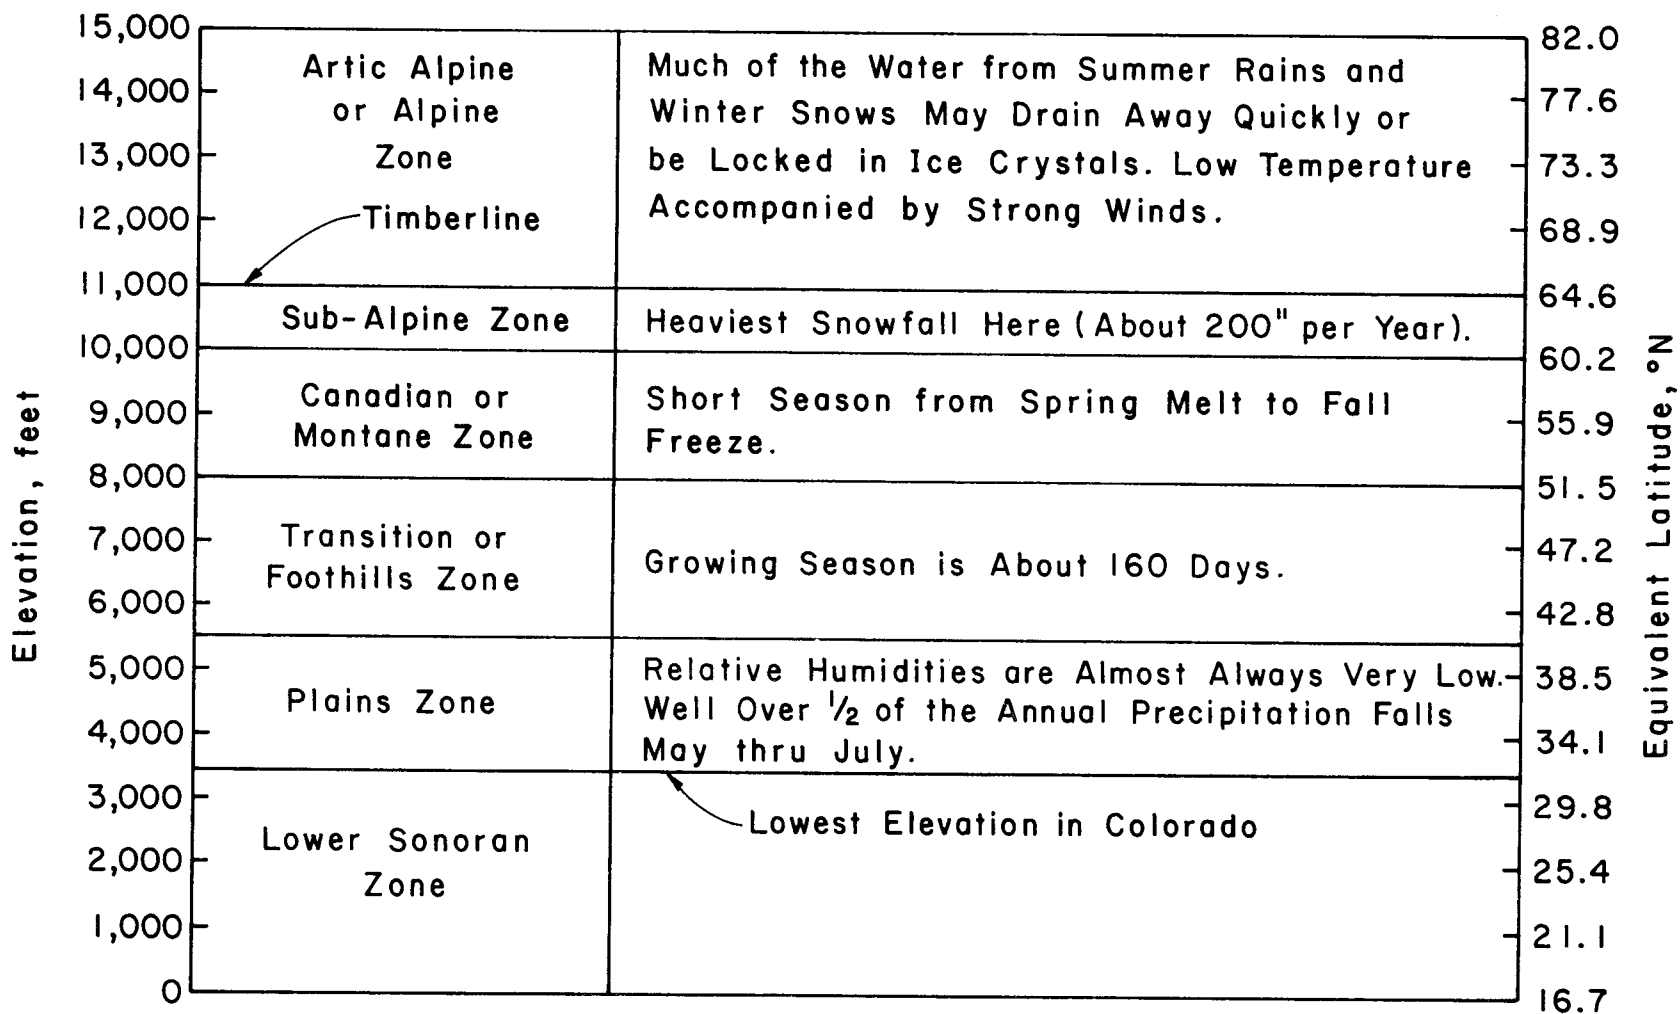 Elevation, feet
15,000
14,000
13,000
12,000
11,000
10,000
9,000
8,000
7,000
6,000
5,000
4,000
3,000
2,000
1,000
0
Artic Alpine
or Alpine
Zone
Timberline
Much of the Water from Summer Rains and
Winter Snows May Drain Away Quickly or
be Locked in Ice Crystals. Low Temperature
Accompanied by Strong Winds.
Sub-Alpine Zone
Heaviest Snowfall Here (About 200" per Year).
Canadian or
Montane Zone
Short Season from Spring Melt to Fall
Freeze.
Transition or
Foothills Zone
Growing Season is About 160 Days.
Plains Zone
Relative Humidities are Almost Always Very Low.
Well Over 1/2 of the Annual Precipitation Falls
May thru July.
Lower Sonoran
Zone
Lowest Elevation in Colorado
82.0
77.6
73.3
68.9
64.6
60.2
55.9
51.5
47.2
42.8
38.5
34.1
29.8
25.4
21.1
16.7
Equivalent Latitude, °N